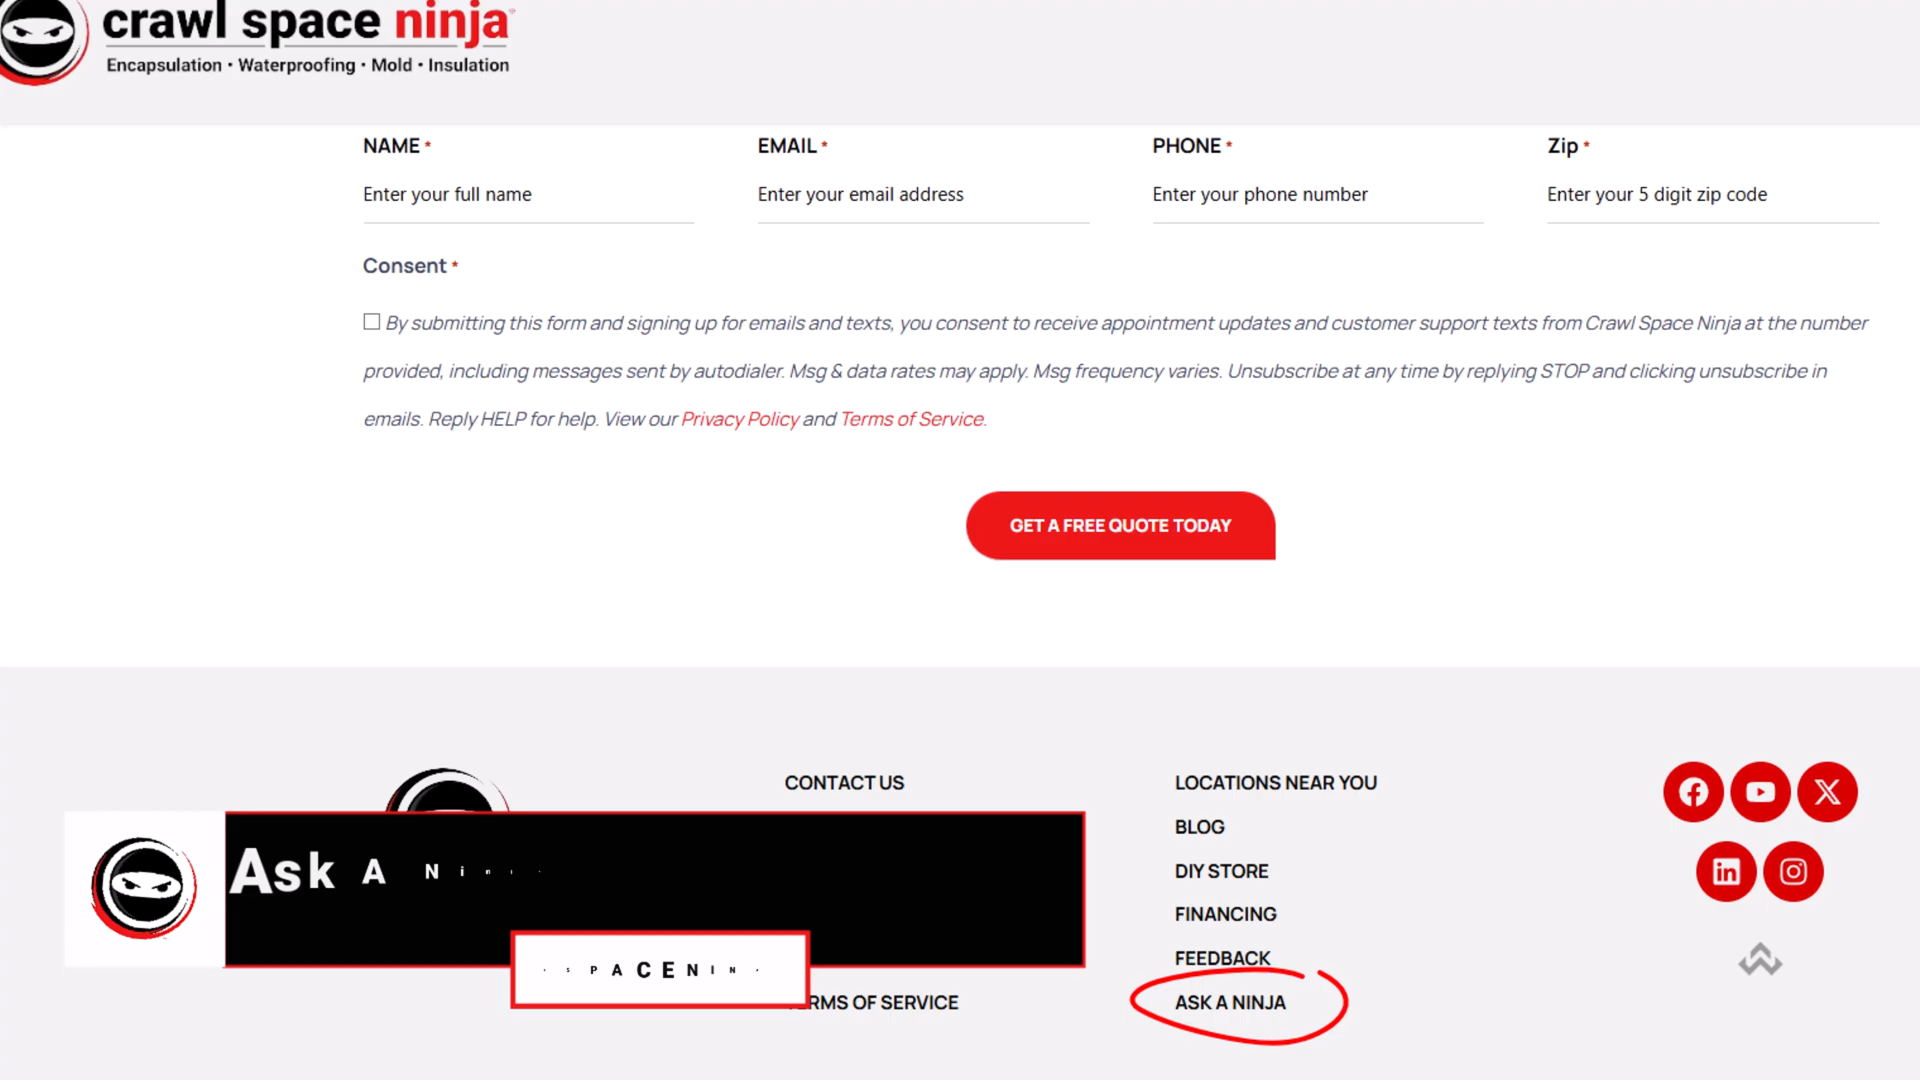 crawl space ninja
Encapsulation • Waterproofing • Mold • Insulation
NAME * EMAIL * PHONE * Zip *
Enter your full name Enter your email address Enter your phone number Enter your 5 digit zip code
Consent *
By submitting this form and signing up for emails and texts, you consent to receive appointment updates and customer support texts from Crawl Space Ninja at the number
provided, including messages sent by autodialer. Msg & data rates may apply. Msg frequency varies. Unsubscribe at any time by replying STOP and clicking unsubscribe in
emails. Reply HELP for help. View our Privacy Policy and Terms of Service.
GET A FREE QUOTE TODAY
CONTACT US
LOCATIONS NEAR YOU
BLOG
DIY STORE
FINANCING
FEEDBACK
ASK A NINJA
Ask A Nin
SPACENIN
ERMS OF SERVICE